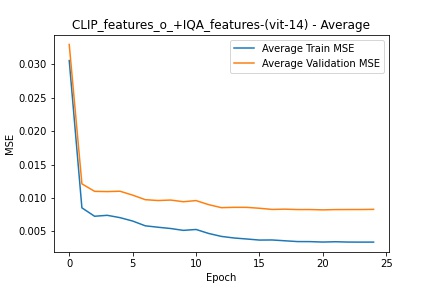 CLIP_features_o_+IQA_features-(vit-14) - Average
Average Train MSE
Average Validation MSE
0.030
0.025
0.020
0.015
0.010
0.005
MSE
0 5 10 15 20 25
Epoch